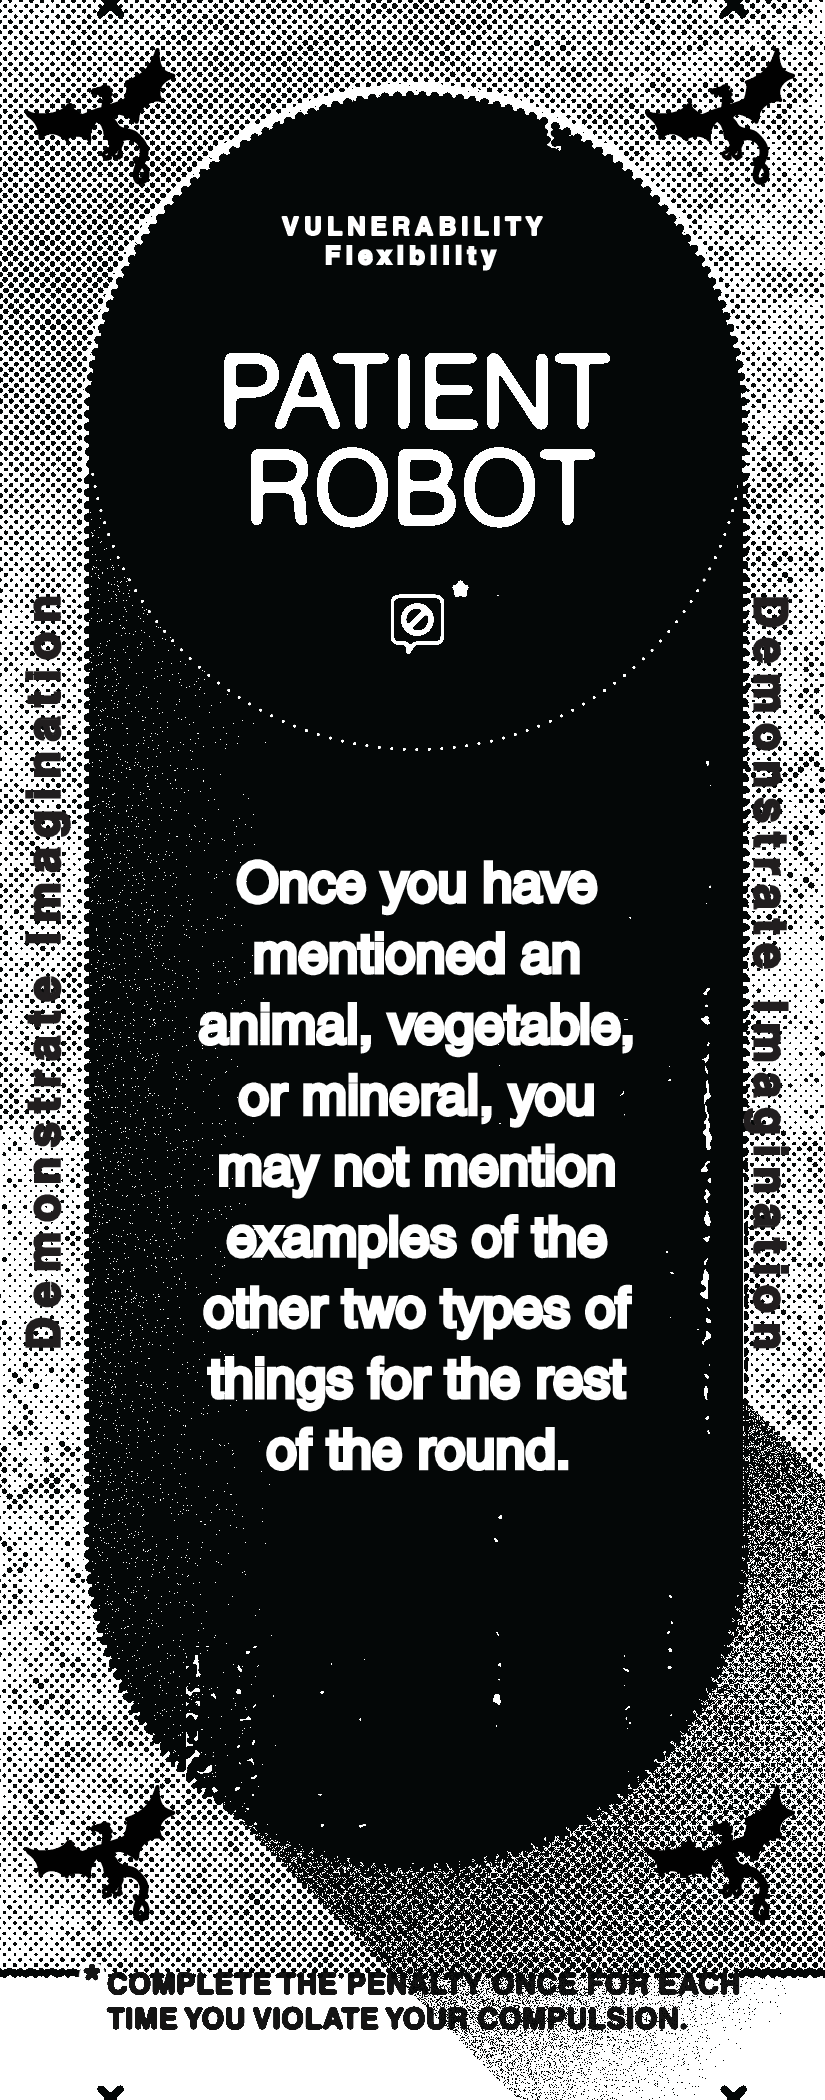 VULNERABILITY
Flexibility
PATIENT
ROBOT
Once you have
mentioned an
animal, vegetable,
or mineral, you
may not mention
examples of the
other two types of
things for the rest
of the round.
Demonstrate Imagination
Demonstrate Imagination
* COMPLETE THE PENALTY ONCE FOR EACH
TIME YOU VIOLATE YOUR COMPULSION.